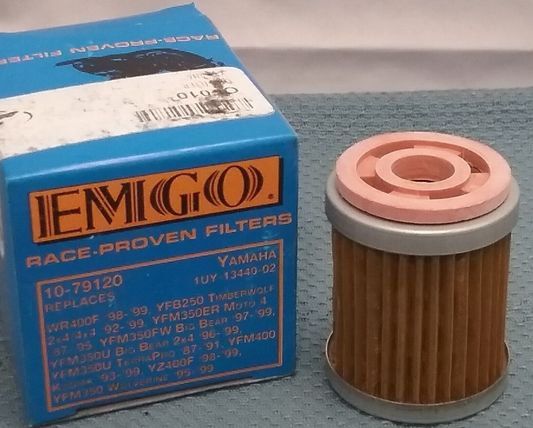 RACE-PROVEN FILTERS
EMGO
RACE-PROVEN FILTERS
10-79120 YAMAHA
REPLACES 1UY-13440-02
WR400F '98-'99, YFB250 TIMBERWOLF
2x4/4x4 '92-'99, YFM350ER MOTO 4
'87-'95, YFM350FW BIG BEAR '97-'99,
YFM350U BIG BEAR 2x4 '96-'99,
YFM350U TERRAPRO '87-'91, YFM400
KODIAK '93-'99, YZ400F '98-'99,
YFM350 WOLVERINE '95-'99